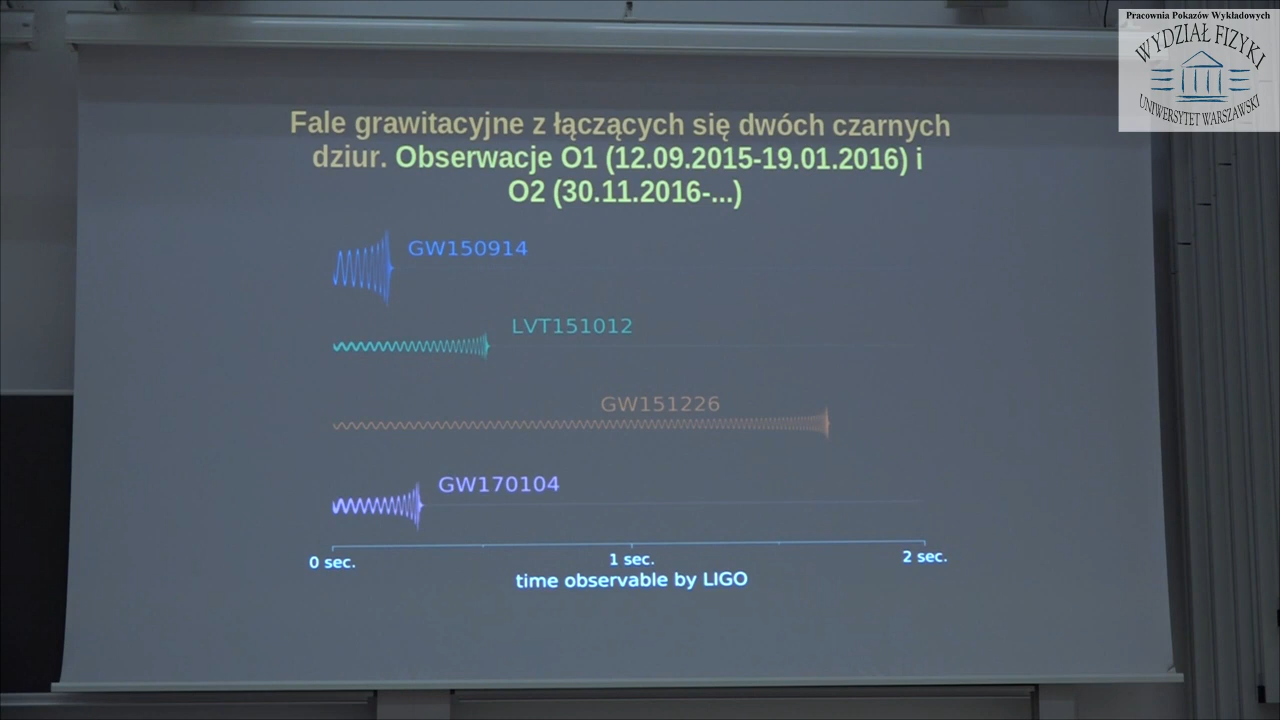 Pracownia Pokazów Wykładowych
WYDZIAŁ FIZYKI
UNIWERSYTET WARSZAWSKI
Fale grawitacyjne z łączących się dwóch czarnych
dziur. Obserwacje O1 (12.09.2015-19.01.2016) i
O2 (30.11.2016-...)
GW150914
LVT151012
GW151226
GW170104
0 sec.
1 sec.
2 sec.
time observable by LIGO